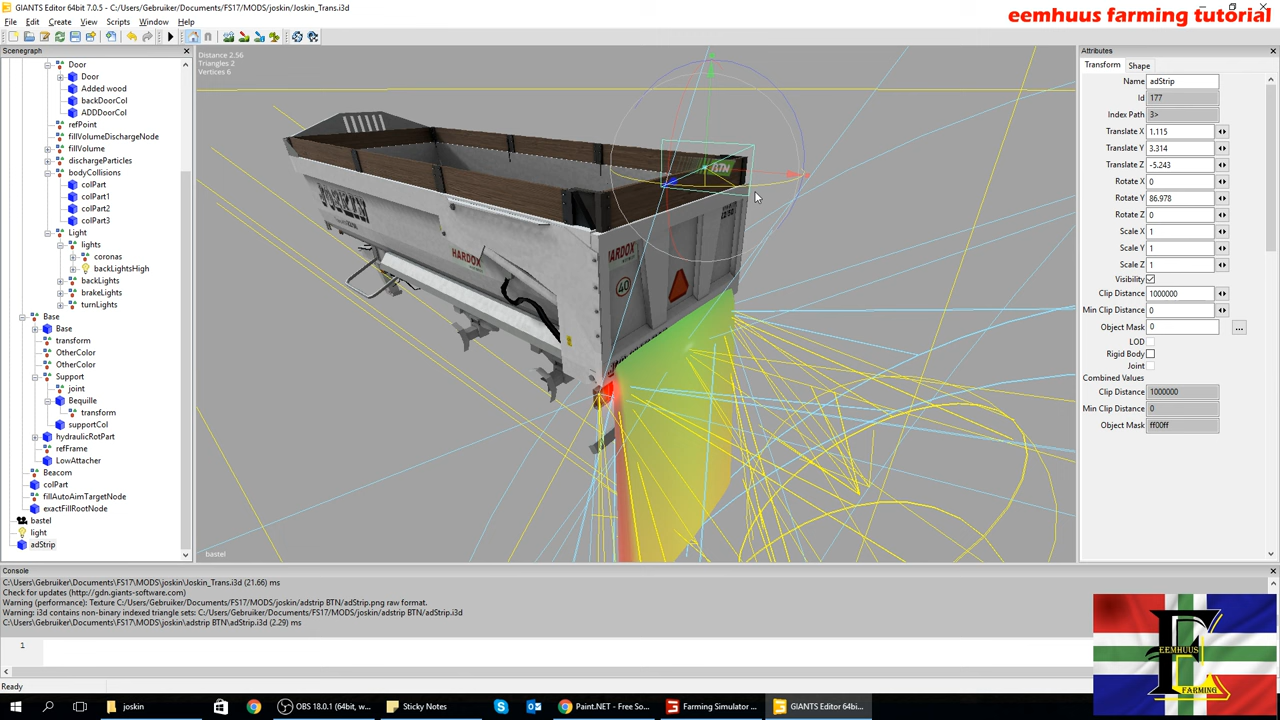 GIANTS Editor 64bit 7.0.5 - C:/Users/Gebruiker/Documents/FS17/MODS/joskin/Joskin_Trans.i3d
eemhuus farming tutorial
File Edit Create View Scripts Window Help
Scenegraph
Door
Door
Added wood
backDoorCol
ADDDoorCol
refPoint
fillVolumeDischargeNode
fillVolume
dischargeParticles
bodyCollisions
colPart
colPart1
colPart2
colPart3
Light
lights
coronas
backLightsHigh
backLights
brakeLights
turnLights
Base
Base
transform
OtherColor
OtherColor
Support
joint
Bequille
transform
supportCol
hydraulicRotPart
refFrame
LowAttacher
Beacom
colPart
fillAutoAimTargetNode
exactFillRootNode
bastel
light
adStrip
Distance 2.56
Triangles 2
Vertices 6
BTN
HARDOX
HARDOX
40
bastel
Attributes
Transform Shape
Name adStrip
Id 177
Index Path 3>
Translate X 1.115
Translate Y 3.314
Translate Z -5.243
Rotate X 0
Rotate Y 86.978
Rotate Z 0
Scale X 1
Scale Y 1
Scale Z 1
Visibility
Clip Distance 1000000
Min Clip Distance 0
Object Mask 0 ...
LOD
Rigid Body
Joint
Combined Values
Clip Distance 1000000
Min Clip Distance 0
Object Mask ff00ff
Console
C:/Users/Gebruiker/Documents/FS17/MODS/joskin/Joskin_Trans.i3d (21.66) ms
Check for updates (http://gdn.giants-software.com)
Warning (performance): Texture C:/Users/Gebruiker/Documents/FS17/MODS/joskin/adstrip BTN/adStrip.png raw format.
Warning: i3d contains non-binary indexed triangle sets: C:/Users/Gebruiker/Documents/FS17/MODS/joskin/adstrip BTN/adStrip.i3d
C:\Users\Gebruiker\Documents\FS17\MODS\joskin\adstrip BTN\adStrip.i3d (2.29) ms
1
Ready
EEMHUUS
FARMING
joskin
OBS 18.0.1 (64bit, w...
Sticky Notes
Paint.NET - Free So...
Farming Simulator ...
GIANTS Editor 64bi...